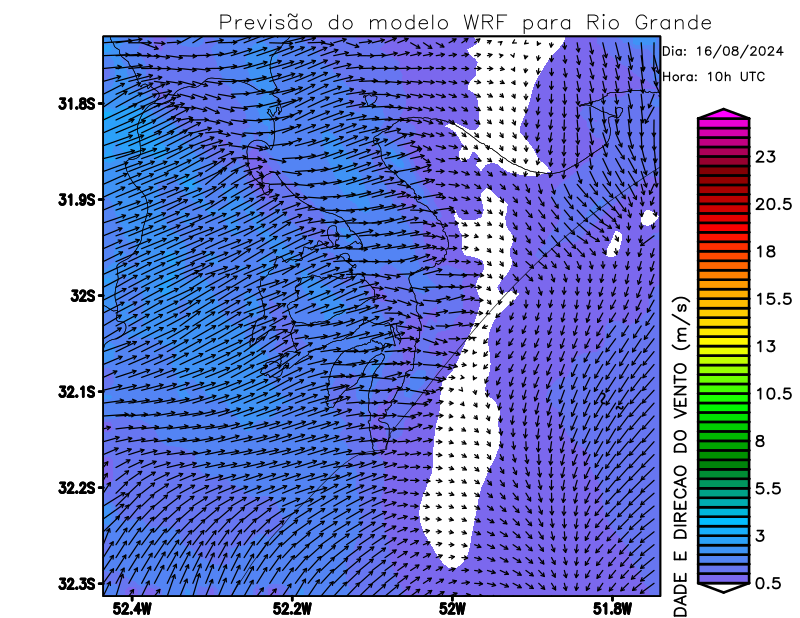 Previsão do modelo WRF para Rio Grande
Dia: 16/08/2024
Hora: 10h UTC
31.8S
31.9S
32S
32.1S
32.2S
32.3S
52.4W
52.2W
52W
51.8W
23
20.5
18
15.5
13
10.5
8
5.5
3
0.5
DADE E DIRECAO DO VENTO (m/s)